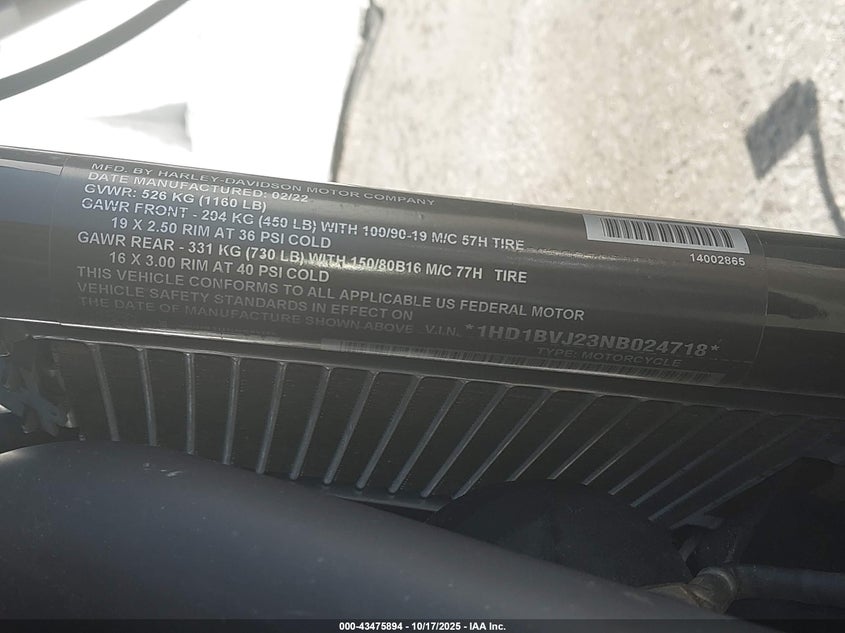 MFD. BY HARLEY-DAVIDSON MOTOR COMPANY
DATE MANUFACTURED: 02/22
GVWR: 526 KG (1160 LB)
GAWR FRONT - 204 KG (450 LB) WITH 100/90-19 M/C 57H TIRE
19 X 2.50 RIM AT 36 PSI COLD
GAWR REAR - 331 KG (730 LB) WITH 150/80B16 M/C 77H TIRE
16 X 3.00 RIM AT 40 PSI COLD
THIS VEHICLE CONFORMS TO ALL APPLICABLE US FEDERAL MOTOR
VEHICLE SAFETY STANDARDS IN EFFECT ON
THE DATE OF MANUFACTURE SHOWN ABOVE V.I.N. *1HD1BVJ23NB024718*
TYPE: MOTORCYCLE
14002865
000-43475894 - 10/17/2025 - IAA Inc.